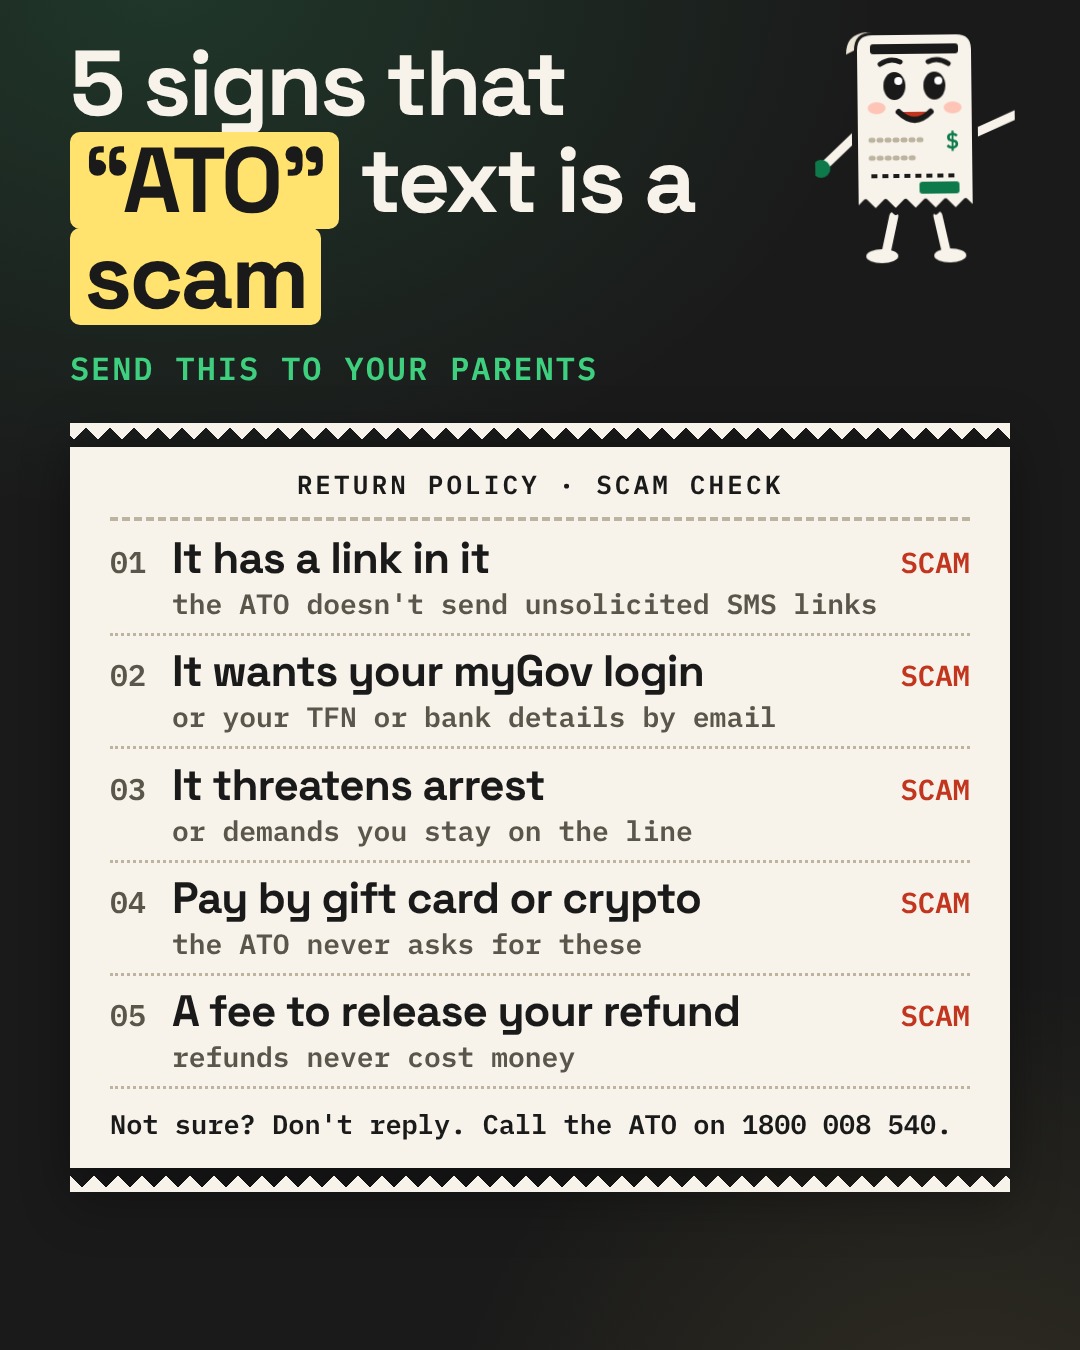 5 signs that
“ATO” text is a
scam
$
SEND THIS TO YOUR PARENTS
RETURN POLICY · SCAM CHECK
01 It has a link in it SCAM
the ATO doesn't send unsolicited SMS links
02 It wants your myGov login SCAM
or your TFN or bank details by email
03 It threatens arrest SCAM
or demands you stay on the line
04 Pay by gift card or crypto SCAM
the ATO never asks for these
05 A fee to release your refund SCAM
refunds never cost money
Not sure? Don't reply. Call the ATO on 1800 008 540.